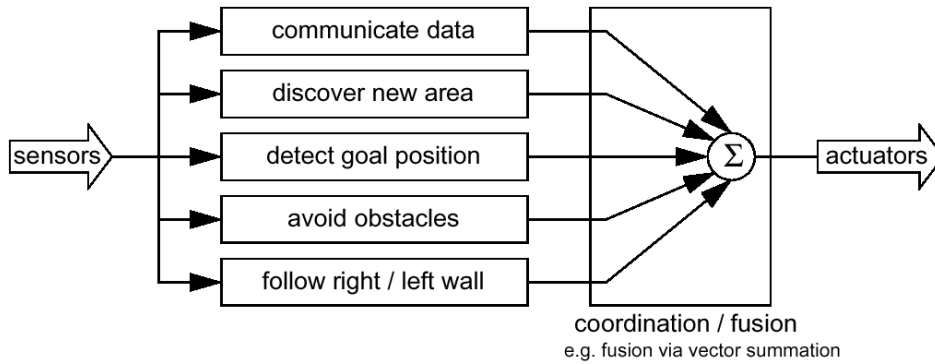 communicate data
discover new area
sensors
detect goal position
Σ
actuators
avoid obstacles
follow right / left wall
coordination / fusion
e.g. fusion via vector summation